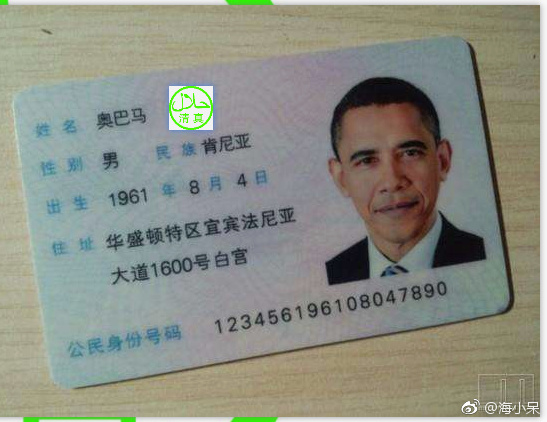 姓名 奥巴马 حلال 清真
性别 男 民族 肯尼亚
出生 1961 年 8 月 4 日
住址 华盛顿特区宜宾法尼亚
大道1600号白宫
公民身份号码 123456196108047890
@海小呆